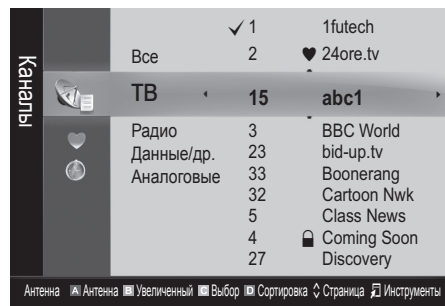 Каналы
✓ 1 1futech
Все 2 ♥ 24ore.tv
ТВ 15 abc1
Радио 3 BBC World
Данные/др. 23 bid-up.tv
Аналоговые 33 Boonerang
32 Cartoon Nwk
5 Class News
4 Coming Soon
27 Discovery
Антенна A Антенна B Увеличенный C Выбор D Сортировка Страница Инструменты